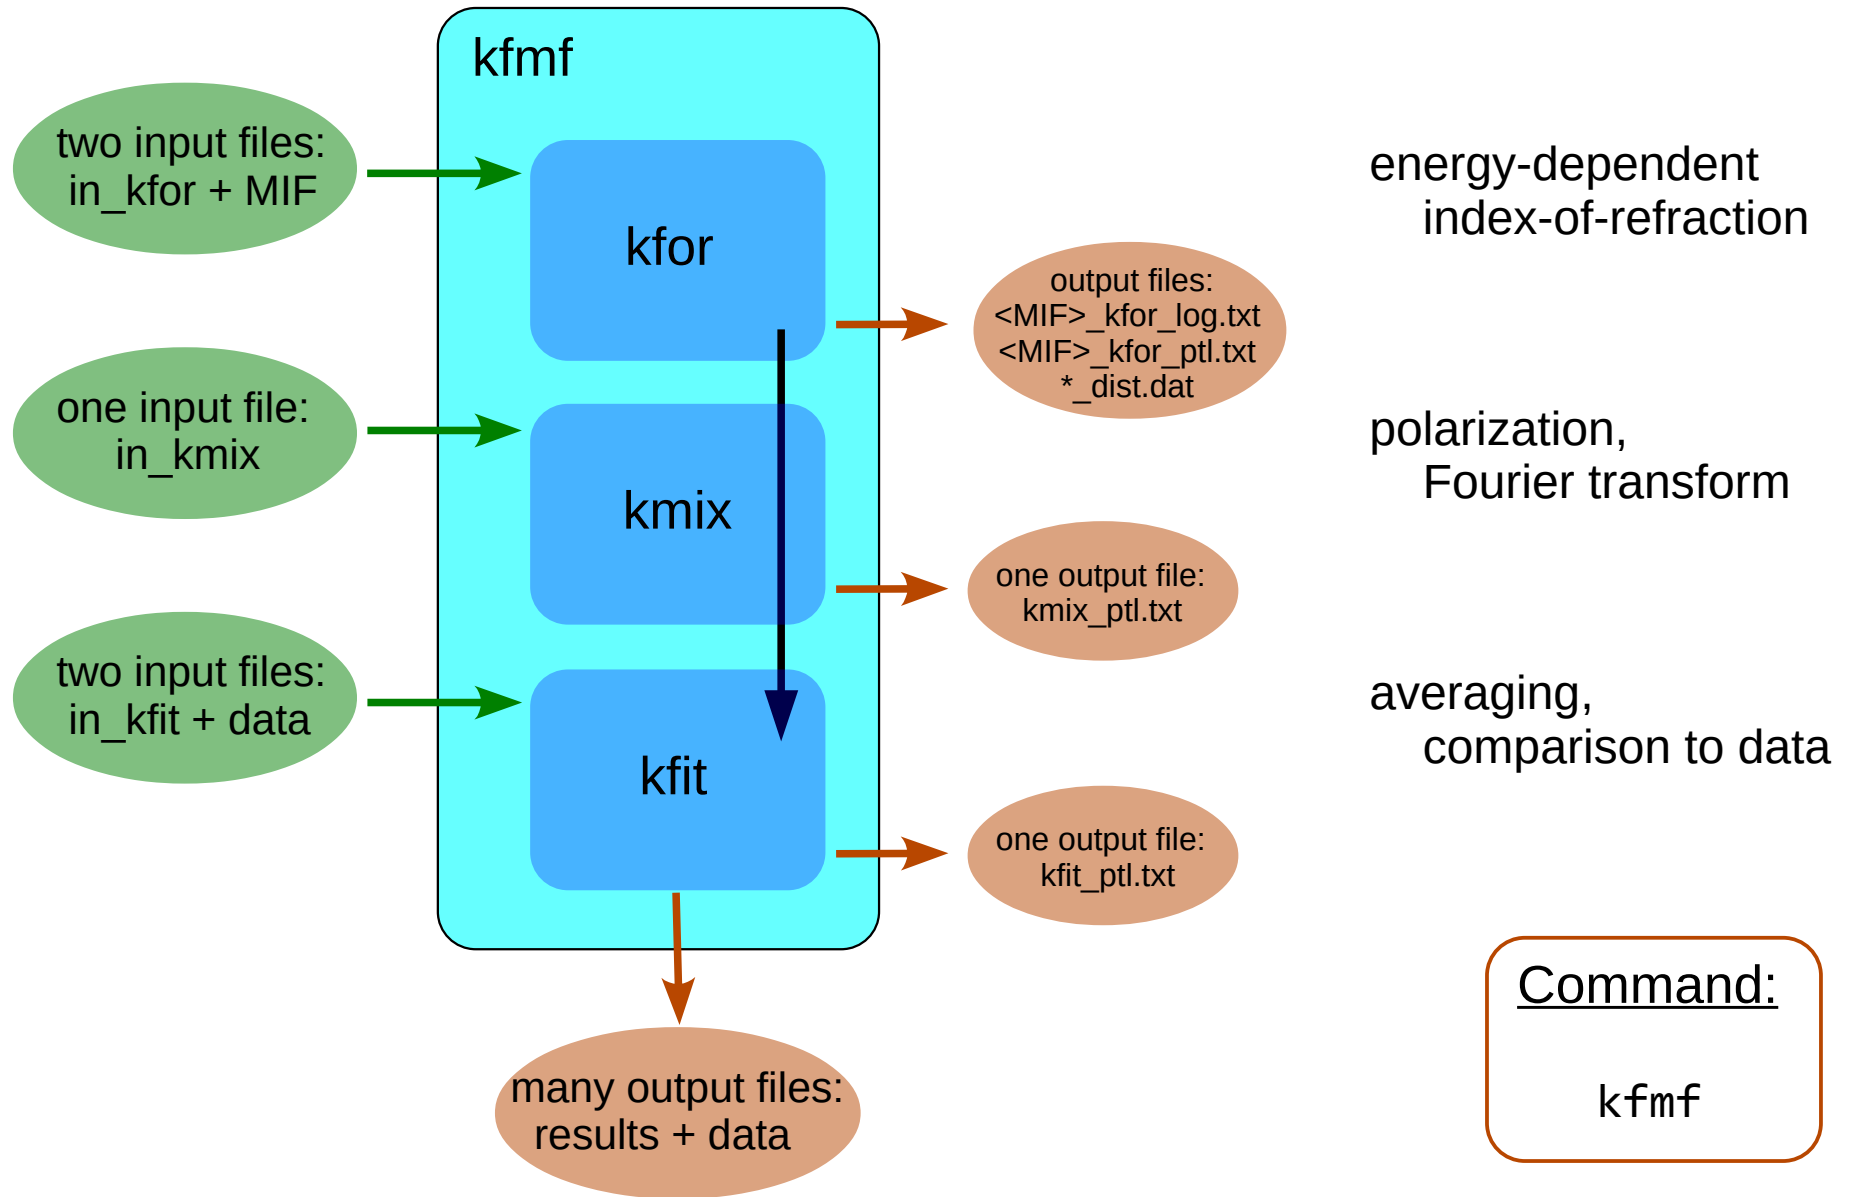 kfmf
two input files:
in_kfor + MIF
kfor
energy-dependent
index-of-refraction
output files:
<MIF>_kfor_log.txt
<MIF>_kfor_ptl.txt
*_dist.dat
one input file:
in_kmix
kmix
polarization,
Fourier transform
one output file:
kmix_ptl.txt
two input files:
in_kfit + data
kfit
averaging,
comparison to data
one output file:
kfit_ptl.txt
many output files:
results + data
Command:
kfmf